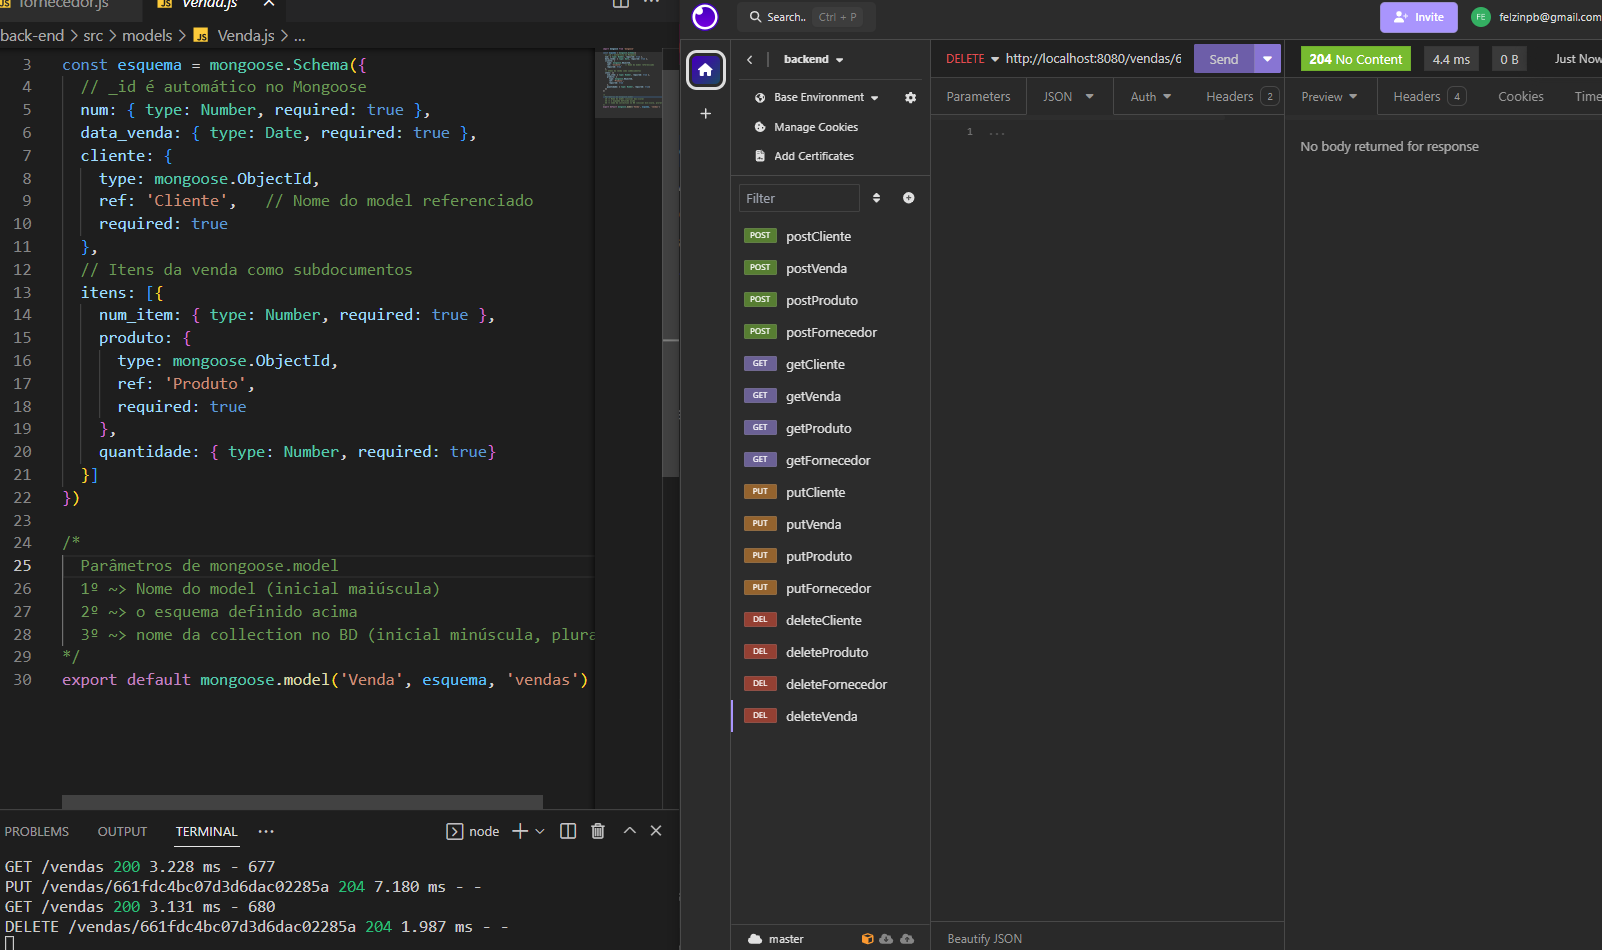 fornecedor.js
Venda.js
back-end > src > models > JS Venda.js > ...
3 const esquema = mongoose.Schema({
4 // _id é automático no Mongoose
5 num: { type: Number, required: true },
6 data_venda: { type: Date, required: true },
7 cliente: {
8 type: mongoose.ObjectId,
9 ref: 'Cliente', // Nome do model referenciado
10 required: true
11 },
12 // Itens da venda como subdocumentos
13 itens: [{
14 num_item: { type: Number, required: true },
15 produto: {
16 type: mongoose.ObjectId,
17 ref: 'Produto',
18 required: true
19 },
20 quantidade: { type: Number, required: true}
21 }]
22 })
23
24 /*
25 Parâmetros de mongoose.model
26 1º ~> Nome do model (inicial maiúscula)
27 2º ~> o esquema definido acima
28 3º ~> nome da collection no BD (inicial minúscula, plura
29 */
30 export default mongoose.model('Venda', esquema, 'vendas')
PROBLEMS OUTPUT TERMINAL ... node
GET /vendas 200 3.228 ms - 677
PUT /vendas/661fdc4bc07d3d6dac02285a 204 7.180 ms - -
GET /vendas 200 3.131 ms - 680
DELETE /vendas/661fdc4bc07d3d6dac02285a 204 1.987 ms - -
Search.. Ctrl + P
Invite
FE felzinpb@gmail.com
backend
Base Environment
Manage Cookies
Add Certificates
Filter
POST postCliente
POST postVenda
POST postProduto
POST postFornecedor
GET getCliente
GET getVenda
GET getProduto
GET getFornecedor
PUT putCliente
PUT putVenda
PUT putProduto
PUT putFornecedor
DEL deleteCliente
DEL deleteProduto
DEL deleteFornecedor
DEL deleteVenda
master
DELETE http://localhost:8080/vendas/6 Send
Parameters JSON Auth Headers 2
1 ...
Beautify JSON
204 No Content 4.4 ms 0 B Just Now
Preview Headers 4 Cookies Time
No body returned for response